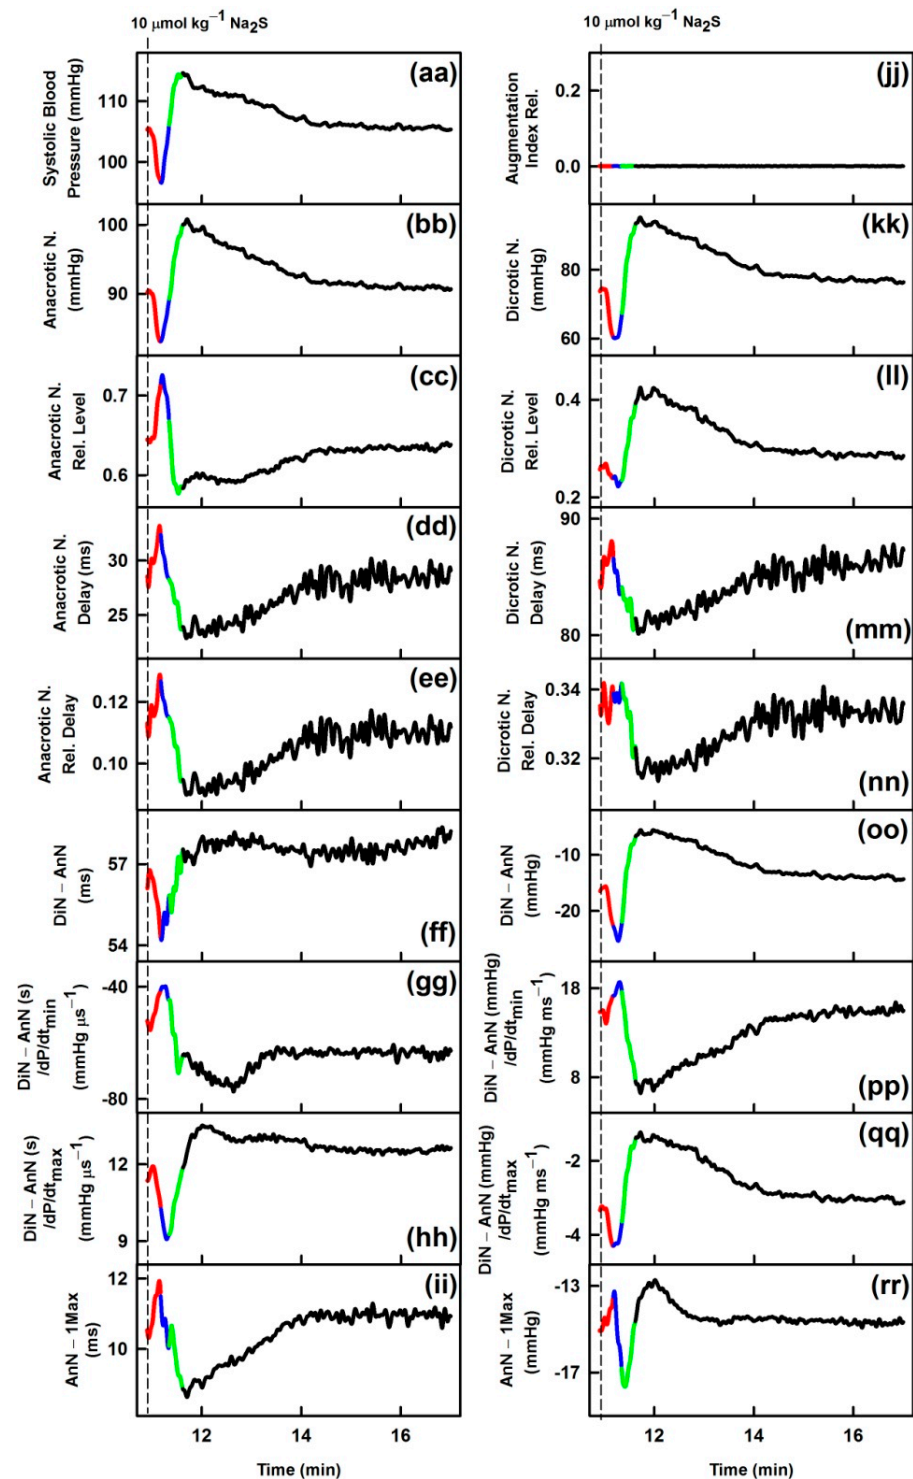 10 μmol kg⁻¹ Na₂S
10 μmol kg⁻¹ Na₂S
Systolic Blood
Pressure (mmHg)
110
100
(aa)
Augmentation
Index Rel.
0.2
0.0
(jj)
Anacrotic N.
(mmHg)
100
90
(bb)
Dicrotic N.
(mmHg)
80
60
(kk)
Anacrotic N.
Rel. Level
0.7
0.6
(cc)
Dicrotic N.
Rel. Level
0.4
0.2
(ll)
Anacrotic N.
Delay (ms)
30
25
(dd)
Dicrotic N.
Delay (ms)
90
80
(mm)
Anacrotic N.
Rel. Delay
0.12
0.10
(ee)
Dicrotic N.
Rel. Delay
0.34
0.32
(nn)
DiN – AnN
(ms)
57
54
(ff)
DiN – AnN
(mmHg)
-10
-20
(oo)
DiN – AnN (s)
/dP/dtmin
(mmHg μs⁻¹)
-40
-80
(gg)
DiN – AnN (mmHg)
/dP/dtmin
(mmHg ms⁻¹)
18
8
(pp)
DiN – AnN (s)
/dP/dtmax
(mmHg μs⁻¹)
12
9
(hh)
DiN – AnN (mmHg)
/dP/dtmax
(mmHg ms⁻¹)
-2
-4
(qq)
AnN – 1Max
(ms)
12
10
(ii)
AnN – 1Max
(mmHg)
-13
-17
(rr)
12 14 16
Time (min)
12 14 16
Time (min)